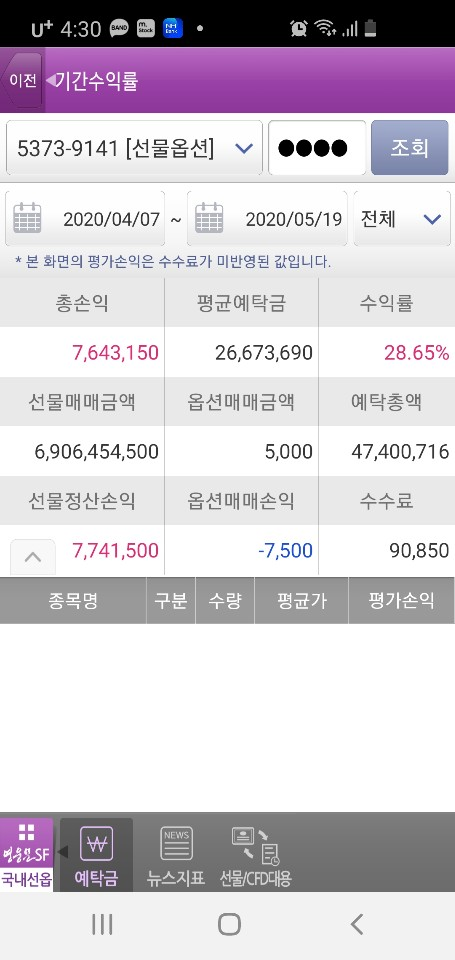 U+ 4:30 BAND m.Stock NH Bank
이전 기간수익률
5373-9141 [선물옵션] ●●●● 조회
2020/04/07 ~ 2020/05/19 전체
* 본 화면의 평가손익은 수수료가 미반영된 값입니다.
총손익 평균예탁금 수익률
7,643,150 26,673,690 28.65%
선물매매금액 옵션매매금액 예탁총액
6,906,454,500 5,000 47,400,716
선물정산손익 옵션매매손익 수수료
7,741,500 -7,500 90,850
종목명 구분 수량 평균가 평가손익
영웅문SF NEWS
국내선옵 예탁금 뉴스지표 선물/CFD대용